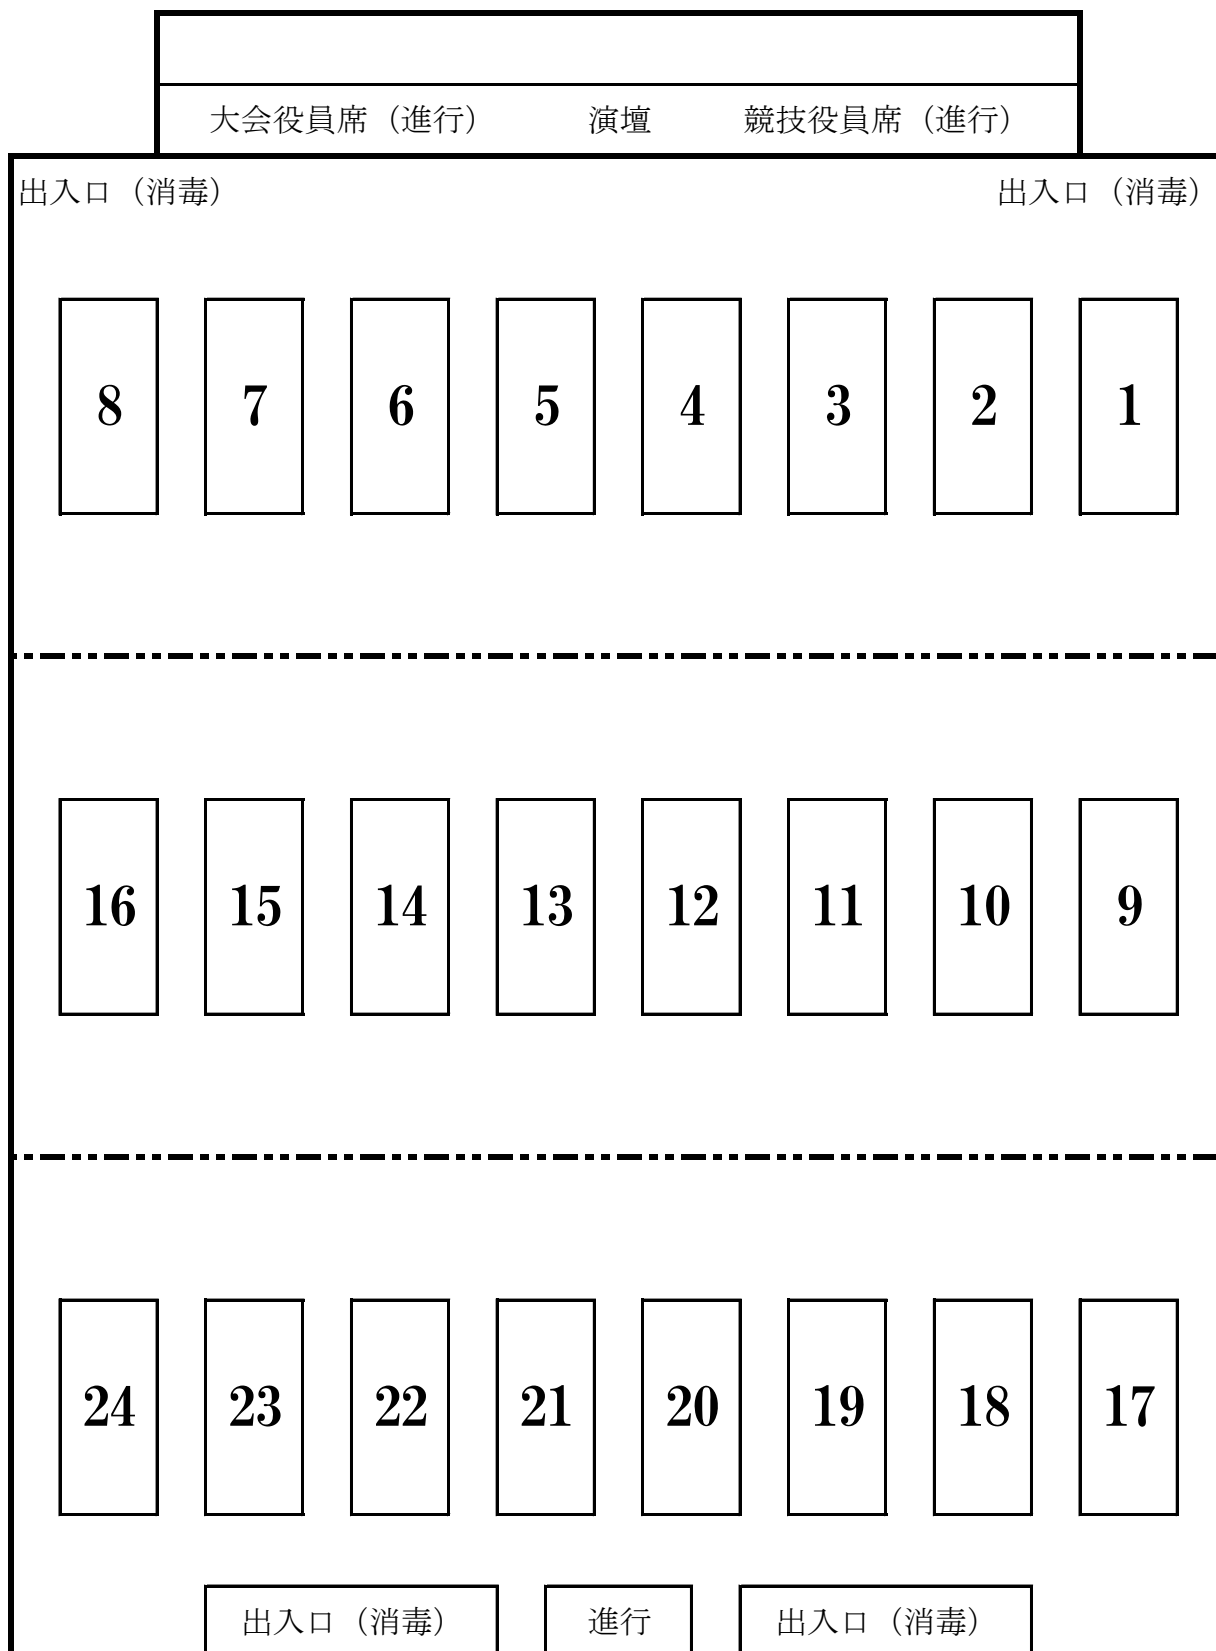 大会役員席（進行） 演壇 競技役員席（進行）
出入口（消毒） 出入口（消毒）
8 7 6 5 4 3 2 1
16 15 14 13 12 11 10 9
24 23 22 21 20 19 18 17
出入口（消毒） 進行 出入口（消毒）